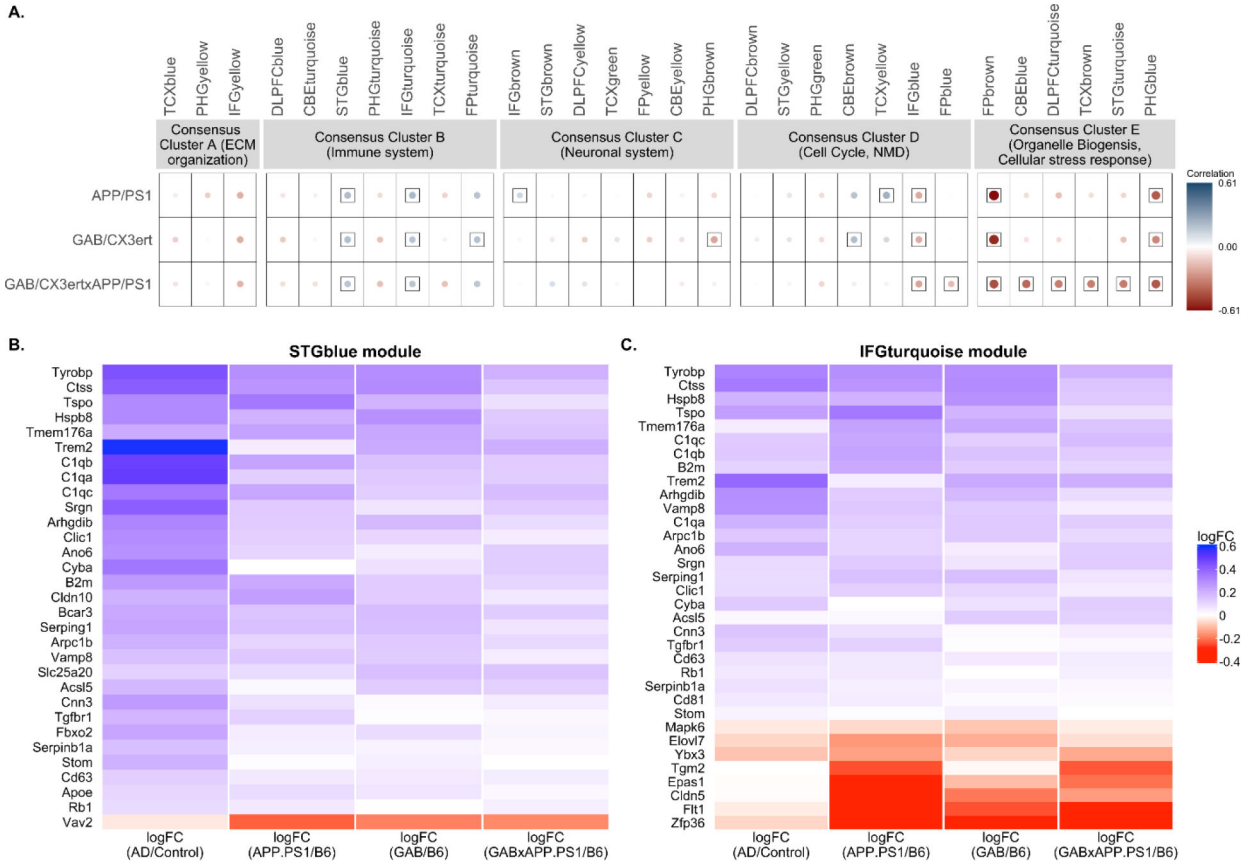 A.
TCXblue
PHGyellow
IFGyellow
DLPFCblue
CBEturquoise
STGblue
PHGturquoise
IFGturquoise
TCXturquoise
FPturquoise
IFGbrown
STGbrown
DLPFCyellow
TCXgreen
FPyellow
CBEyellow
PHGbrown
DLPFCbrown
STGyellow
PHGgreen
CBEbrown
TCXyellow
IFGblue
FPblue
FPbrown
CBEblue
DLPFCturquoise
TCXbrown
STGturquoise
PHGblue
Consensus
Cluster A (ECM
organization)
Consensus Cluster B
(Immune system)
Consensus Cluster C
(Neuronal system)
Consensus Cluster D
(Cell Cycle, NMD)
Consensus Cluster E
(Organelle Biogensis,
Cellular stress response)
APP/PS1
GAB/CX3ert
GAB/CX3ertxAPP/PS1
Correlation
0.61
0.00
-0.61
B.
STGblue module
Tyrobp
Ctss
Tspo
Hspb8
Tmem176a
Trem2
C1qb
C1qa
C1qc
Srgn
Arhgdib
Clic1
Ano6
Cyba
B2m
Cldn10
Bcar3
Serping1
Arpc1b
Vamp8
Slc25a20
Acsl5
Cnn3
Tgfbr1
Fbxo2
Serpinb1a
Stom
Cd63
Apoe
Rb1
Vav2
logFC
(AD/Control)
logFC
(APP.PS1/B6)
logFC
(GAB/B6)
logFC
(GABxAPP.PS1/B6)
C.
IFGturquoise module
Tyrobp
Ctss
Hspb8
Tspo
Tmem176a
C1qc
C1qb
B2m
Trem2
Arhgdib
Vamp8
C1qa
Arpc1b
Ano6
Srgn
Serping1
Clic1
Cyba
Acsl5
Cnn3
Tgfbr1
Cd63
Rb1
Serpinb1a
Cd81
Stom
Mapk6
Elovl7
Ybx3
Tgm2
Epas1
Cldn5
Flt1
Zfp36
logFC
(AD/Control)
logFC
(APP.PS1/B6)
logFC
(GAB/B6)
logFC
(GABxAPP.PS1/B6)
logFC
0.6
0.4
0.2
0
-0.2
-0.4